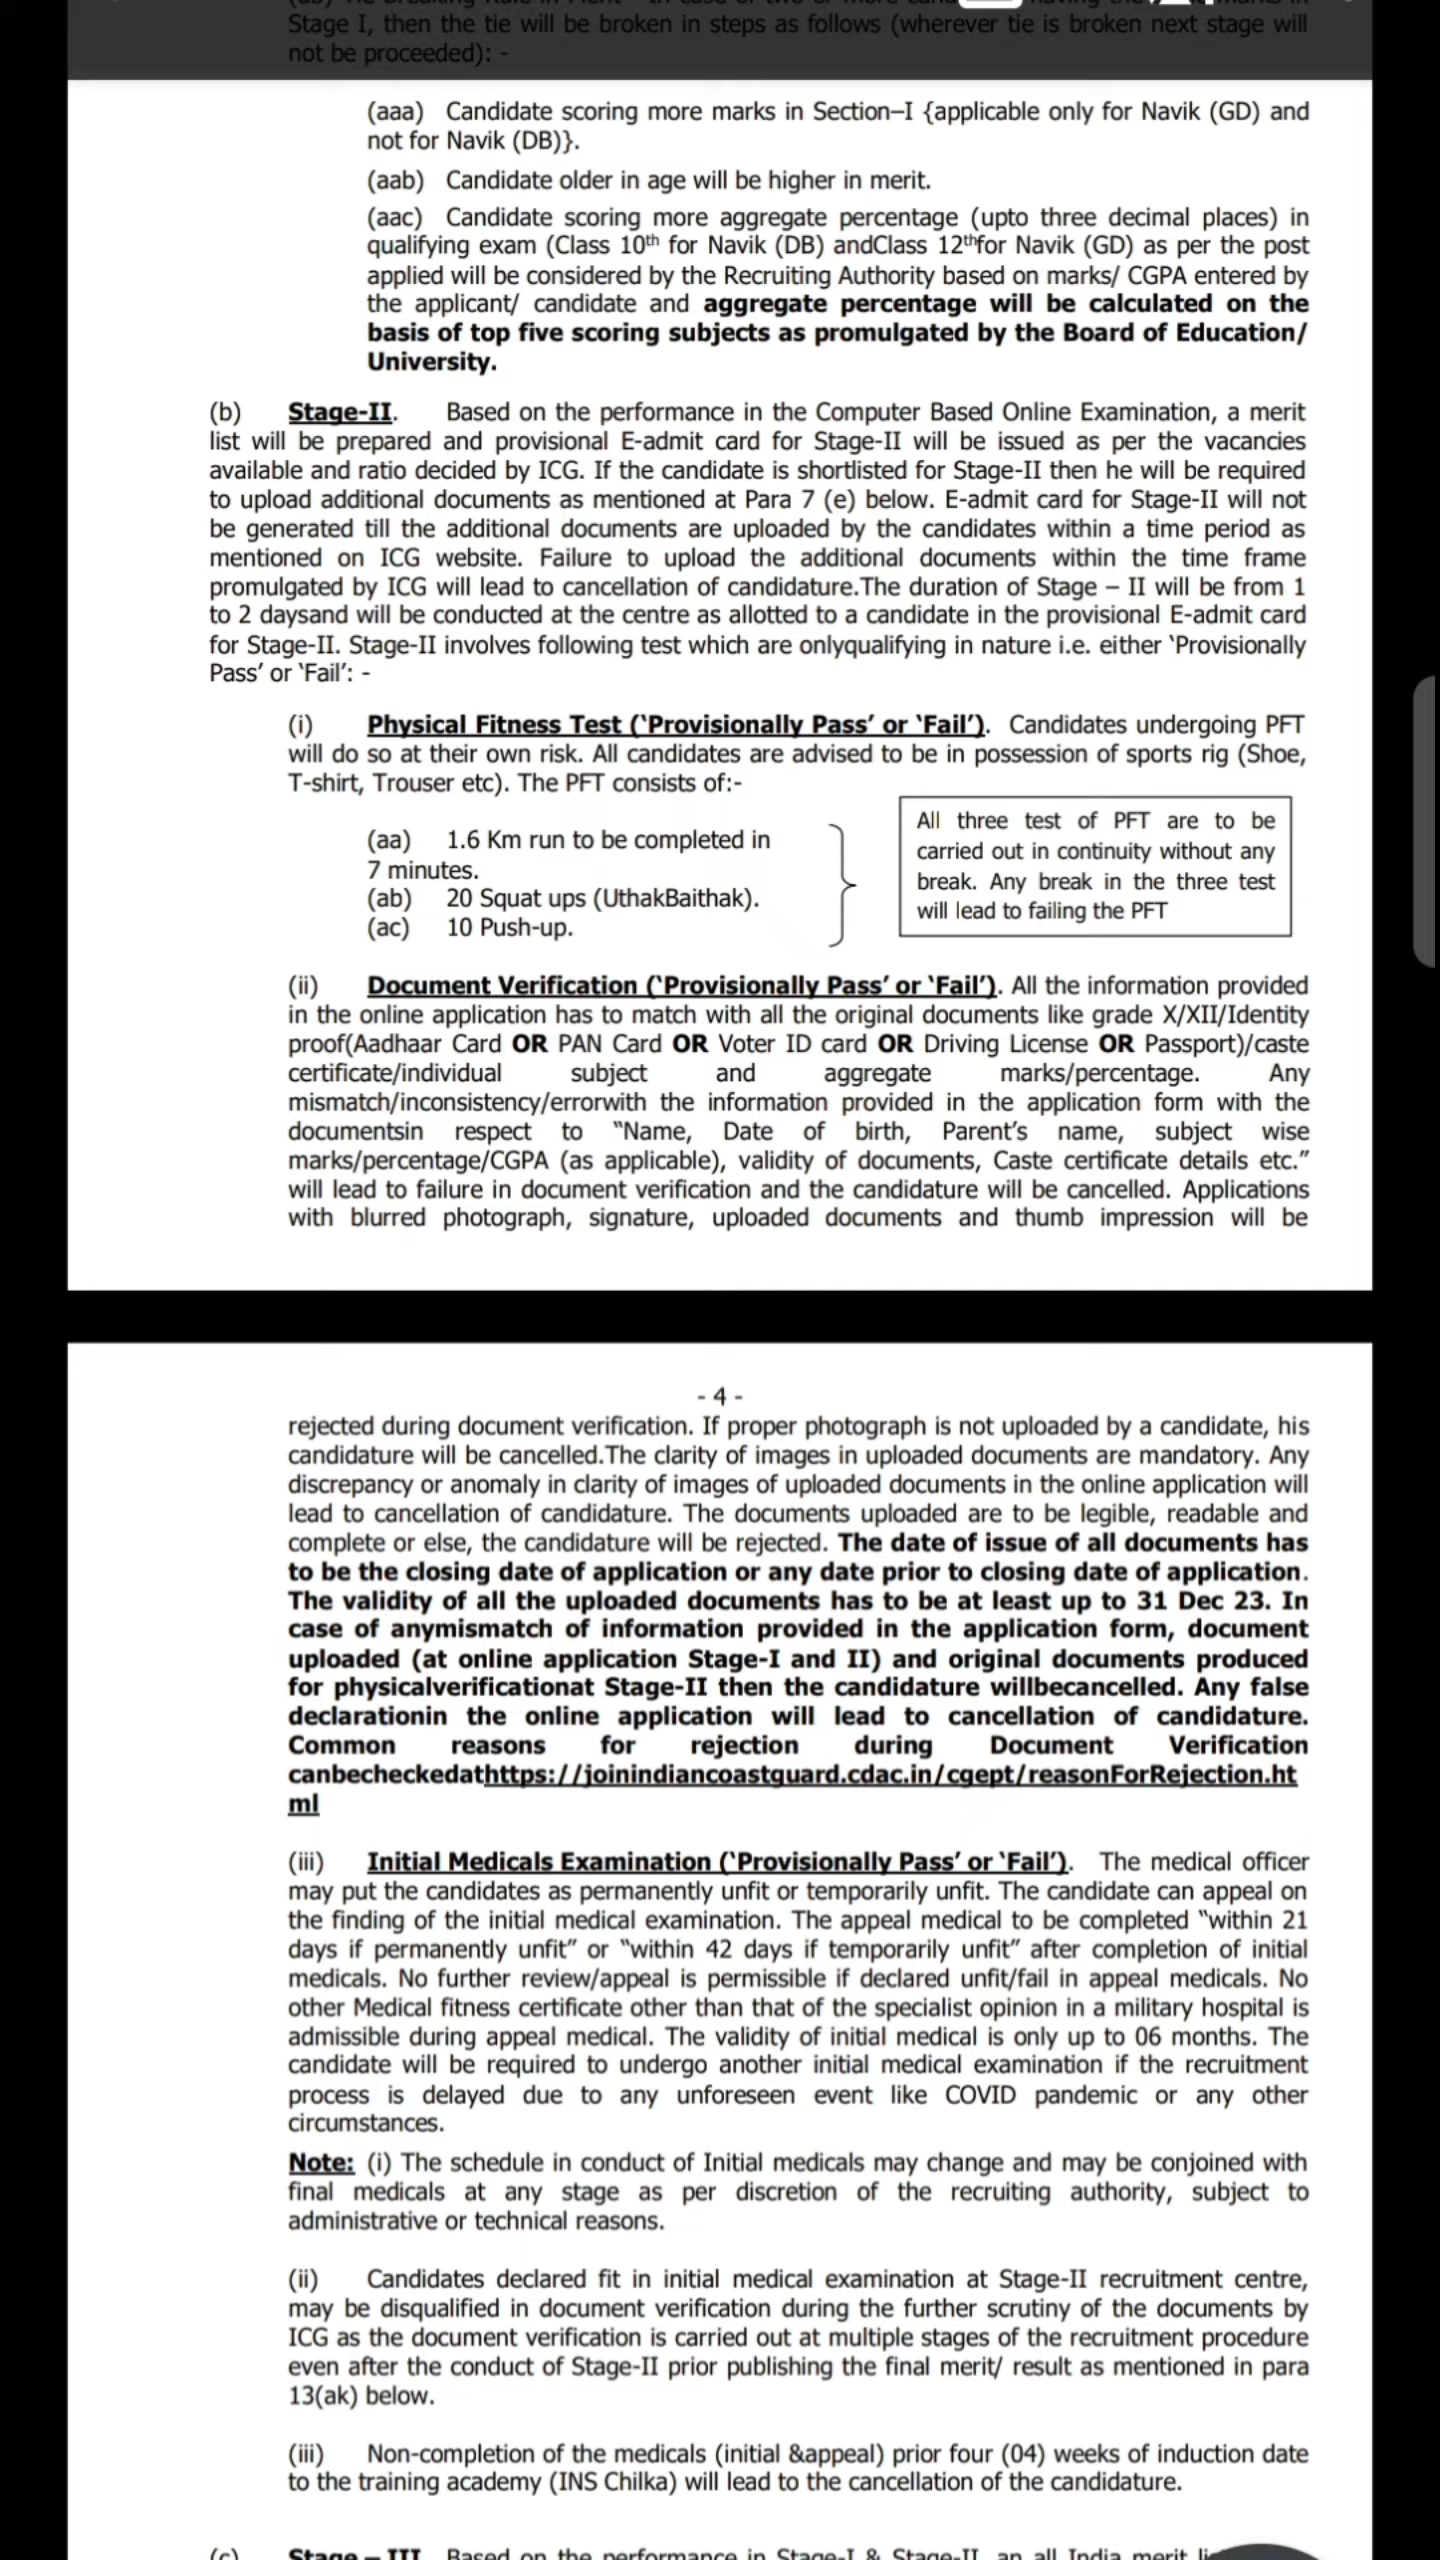 Stage I, then the tie will be broken in steps as follows (wherever tie is broken next stage will
not be proceeded): -
(aaa) Candidate scoring more marks in Section–I {applicable only for Navik (GD) and
not for Navik (DB)}.
(aab) Candidate older in age will be higher in merit.
(aac) Candidate scoring more aggregate percentage (upto three decimal places) in
qualifying exam (Class 10th for Navik (DB) andClass 12thfor Navik (GD) as per the post
applied will be considered by the Recruiting Authority based on marks/ CGPA entered by
the applicant/ candidate and aggregate percentage will be calculated on the
basis of top five scoring subjects as promulgated by the Board of Education/
University.
(b) Stage-II. Based on the performance in the Computer Based Online Examination, a merit
list will be prepared and provisional E-admit card for Stage-II will be issued as per the vacancies
available and ratio decided by ICG. If the candidate is shortlisted for Stage-II then he will be required
to upload additional documents as mentioned at Para 7 (e) below. E-admit card for Stage-II will not
be generated till the additional documents are uploaded by the candidates within a time period as
mentioned on ICG website. Failure to upload the additional documents within the time frame
promulgated by ICG will lead to cancellation of candidature.The duration of Stage – II will be from 1
to 2 daysand will be conducted at the centre as allotted to a candidate in the provisional E-admit card
for Stage-II. Stage-II involves following test which are onlyqualifying in nature i.e. either ‘Provisionally
Pass’ or ‘Fail’: -
(i) Physical Fitness Test (‘Provisionally Pass’ or ‘Fail’). Candidates undergoing PFT
will do so at their own risk. All candidates are advised to be in possession of sports rig (Shoe,
T-shirt, Trouser etc). The PFT consists of:-
(aa) 1.6 Km run to be completed in
7 minutes.
(ab) 20 Squat ups (UthakBaithak).
(ac) 10 Push-up.
All three test of PFT are to be
carried out in continuity without any
break. Any break in the three test
will lead to failing the PFT
(ii) Document Verification (‘Provisionally Pass’ or ‘Fail’). All the information provided
in the online application has to match with all the original documents like grade X/XII/Identity
proof(Aadhaar Card OR PAN Card OR Voter ID card OR Driving License OR Passport)/caste
certificate/individual subject and aggregate marks/percentage. Any
mismatch/inconsistency/errorwith the information provided in the application form with the
documentsin respect to “Name, Date of birth, Parent’s name, subject wise
marks/percentage/CGPA (as applicable), validity of documents, Caste certificate details etc.”
will lead to failure in document verification and the candidature will be cancelled. Applications
with blurred photograph, signature, uploaded documents and thumb impression will be
- 4 -
rejected during document verification. If proper photograph is not uploaded by a candidate, his
candidature will be cancelled.The clarity of images in uploaded documents are mandatory. Any
discrepancy or anomaly in clarity of images of uploaded documents in the online application will
lead to cancellation of candidature. The documents uploaded are to be legible, readable and
complete or else, the candidature will be rejected. The date of issue of all documents has
to be the closing date of application or any date prior to closing date of application.
The validity of all the uploaded documents has to be at least up to 31 Dec 23. In
case of anymismatch of information provided in the application form, document
uploaded (at online application Stage-I and II) and original documents produced
for physicalverificationat Stage-II then the candidature willbecancelled. Any false
declarationin the online application will lead to cancellation of candidature.
Common reasons for rejection during Document Verification
canbecheckedathttps://joinindiancoastguard.cdac.in/cgept/reasonForRejection.ht
ml
(iii) Initial Medicals Examination (‘Provisionally Pass’ or ‘Fail’). The medical officer
may put the candidates as permanently unfit or temporarily unfit. The candidate can appeal on
the finding of the initial medical examination. The appeal medical to be completed “within 21
days if permanently unfit” or “within 42 days if temporarily unfit” after completion of initial
medicals. No further review/appeal is permissible if declared unfit/fail in appeal medicals. No
other Medical fitness certificate other than that of the specialist opinion in a military hospital is
admissible during appeal medical. The validity of initial medical is only up to 06 months. The
candidate will be required to undergo another initial medical examination if the recruitment
process is delayed due to any unforeseen event like COVID pandemic or any other
circumstances.
Note: (i) The schedule in conduct of Initial medicals may change and may be conjoined with
final medicals at any stage as per discretion of the recruiting authority, subject to
administrative or technical reasons.
(ii) Candidates declared fit in initial medical examination at Stage-II recruitment centre,
may be disqualified in document verification during the further scrutiny of the documents by
ICG as the document verification is carried out at multiple stages of the recruitment procedure
even after the conduct of Stage-II prior publishing the final merit/ result as mentioned in para
13(ak) below.
(iii) Non-completion of the medicals (initial &appeal) prior four (04) weeks of induction date
to the training academy (INS Chilka) will lead to the cancellation of the candidature.
(c) Stage – III. Based on the performance in Stage-I & Stage-II, an all India merit